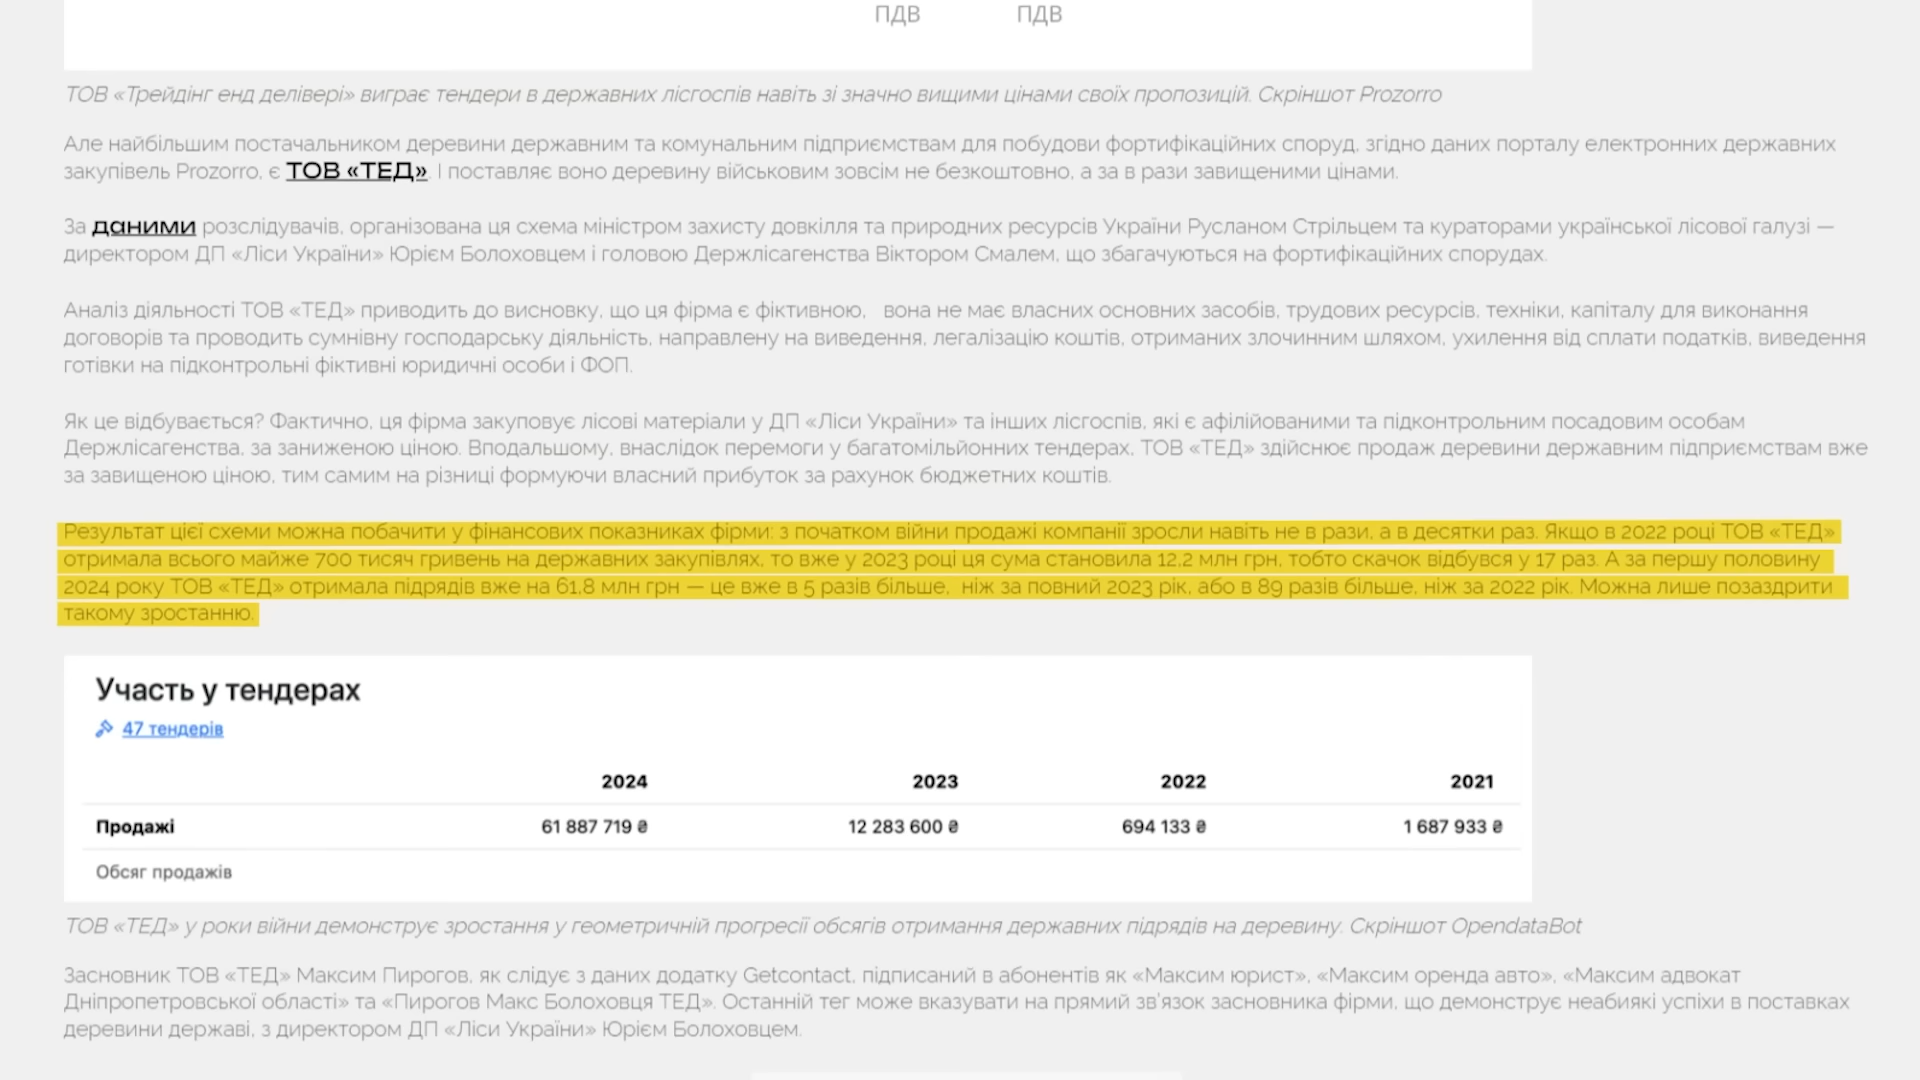 ПДВ ПДВ
ТОВ «Трейдінг енд делівері» виграє тендери в державних лісгоспів навіть зі значно вищими цінами своїх пропозицій. Скріншот Prozorro
Але найбільшим постачальником деревини державним та комунальним підприємствам для побудови фортифікаційних споруд, згідно даних порталу електронних державних
закупівель Prozorro, є ТОВ «ТЕД». І поставляє воно деревину військовим зовсім не безкоштовно, а за в рази завищеними цінами.
За даними розслідувачів, організована ця схема міністром захисту довкілля та природних ресурсів України Русланом Стрільцем та кураторами української лісової галузі —
директором ДП «Ліси України» Юрієм Болоховцем і головою Держлісагенства Віктором Смалем, що збагачуються на фортифікаційних спорудах.
Аналіз діяльності ТОВ «ТЕД» приводить до висновку, що ця фірма є фіктивною, вона не має власних основних засобів, трудових ресурсів, техніки, капіталу для виконання
договорів та проводить сумнівну господарську діяльність, направлену на виведення, легалізацію коштів, отриманих злочинним шляхом, ухилення від сплати податків, виведення
готівки на підконтрольні фіктивні юридичні особи і ФОП.
Як це відбувається? Фактично, ця фірма закуповує лісові матеріали у ДП «Ліси України» та інших лісгоспів, які є афілійованими та підконтрольним посадовим особам
Держлісагенства, за заниженою ціною. Вподальшому, внаслідок перемоги у багатомільйонних тендерах, ТОВ «ТЕД» здійснює продаж деревини державним підприємствам вже
за завищеною ціною, тим самим на різниці формуючи власний прибуток за рахунок бюджетних коштів.
Результат цієї схеми можна побачити у фінансових показниках фірми: з початком війни продажі компанії зросли навіть не в рази, а в десятки раз. Якщо в 2022 році ТОВ «ТЕД»
отримала всього майже 700 тисяч гривень на державних закупівлях, то вже у 2023 році ця сума становила 12,2 млн грн, тобто скачок відбувся у 17 раз. А за першу половину
2024 року ТОВ «ТЕД» отримала підрядів вже на 61,8 млн грн — це вже в 5 разів більше, ніж за повний 2023 рік, або в 89 разів більше, ніж за 2022 рік. Можна лише позаздрити
такому зростанню.
Участь у тендерах
47 тендерів
2024 2023 2022 2021
Продажі 61 887 719 ₴ 12 283 600 ₴ 694 133 ₴ 1 687 933 ₴
Обсяг продажів
ТОВ «ТЕД» у роки війни демонструє зростання у геометричній прогресії обсягів отримання державних підрядів на деревину. Скріншот OpendataBot
Засновник ТОВ «ТЕД» Максим Пирогов, як слідує з даних додатку Getcontact, підписаний в абонентів як «Максим юрист», «Максим оренда авто», «Максим адвокат
Дніпропетровської області» та «Пирогов Макс Болоховця ТЕД». Останній тег може вказувати на прямий зв’язок засновника фірми, що демонструє неабиякі успіхи в поставках
деревини державі, з директором ДП «Ліси України» Юрієм Болоховцем.